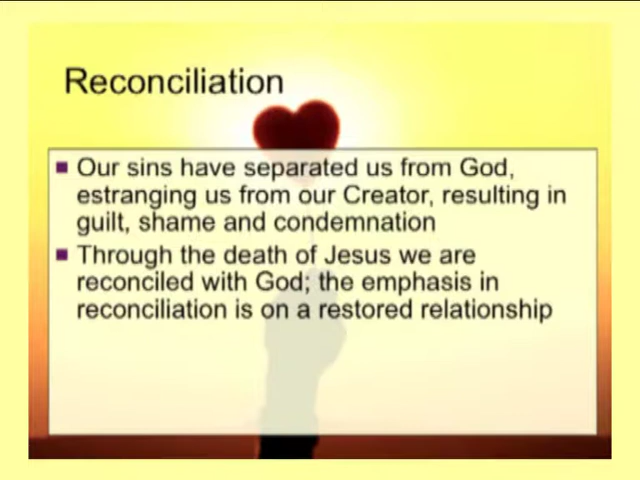 Reconciliation
Our sins have separated us from God,
estranging us from our Creator, resulting in
guilt, shame and condemnation
Through the death of Jesus we are
reconciled with God; the emphasis in
reconciliation is on a restored relationship